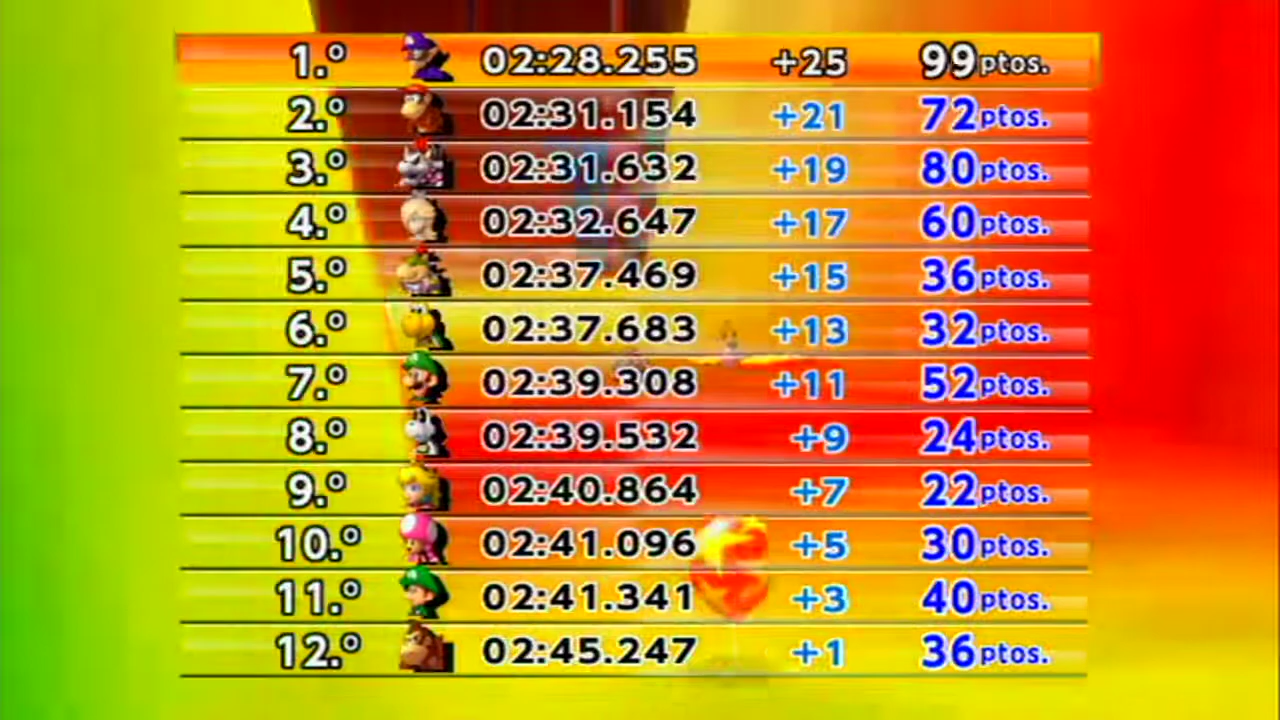 1.º 02:28.255 +25 99ptos.
2.º 02:31.154 +21 72ptos.
3.º 02:31.632 +19 80ptos.
4.º 02:32.647 +17 60ptos.
5.º 02:37.469 +15 36ptos.
6.º 02:37.683 +13 32ptos.
7.º 02:39.308 +11 52ptos.
8.º 02:39.532 +9 24ptos.
9.º 02:40.864 +7 22ptos.
10.º 02:41.096 +5 30ptos.
11.º 02:41.341 +3 40ptos.
12.º 02:45.247 +1 36ptos.